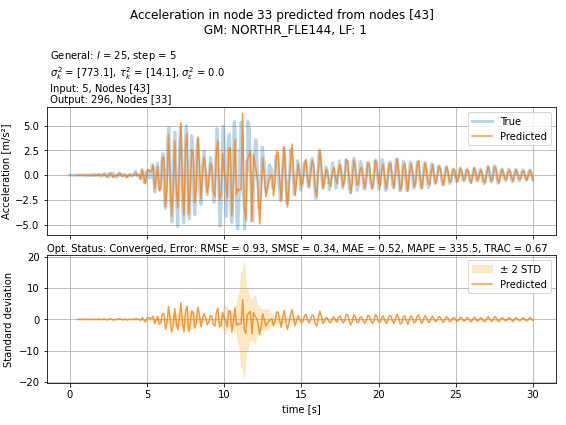 Acceleration in node 33 predicted from nodes [43]
GM: NORTHR_FLE144, LF: 1
General: l = 25, step = 5
σ²ₖ = [773.1], τ²ₖ = [14.1], σ²ε = 0.0
Input: 5, Nodes [43]
Output: 296, Nodes [33]
Acceleration [m/s²]
5.0
2.5
0.0
−2.5
−5.0
True
Predicted
Opt. Status: Converged, Error: RMSE = 0.93, SMSE = 0.34, MAE = 0.52, MAPE = 335.5, TRAC = 0.67
Standard deviation
20
10
0
−10
−20
± 2 STD
Predicted
0 5 10 15 20 25 30
time [s]